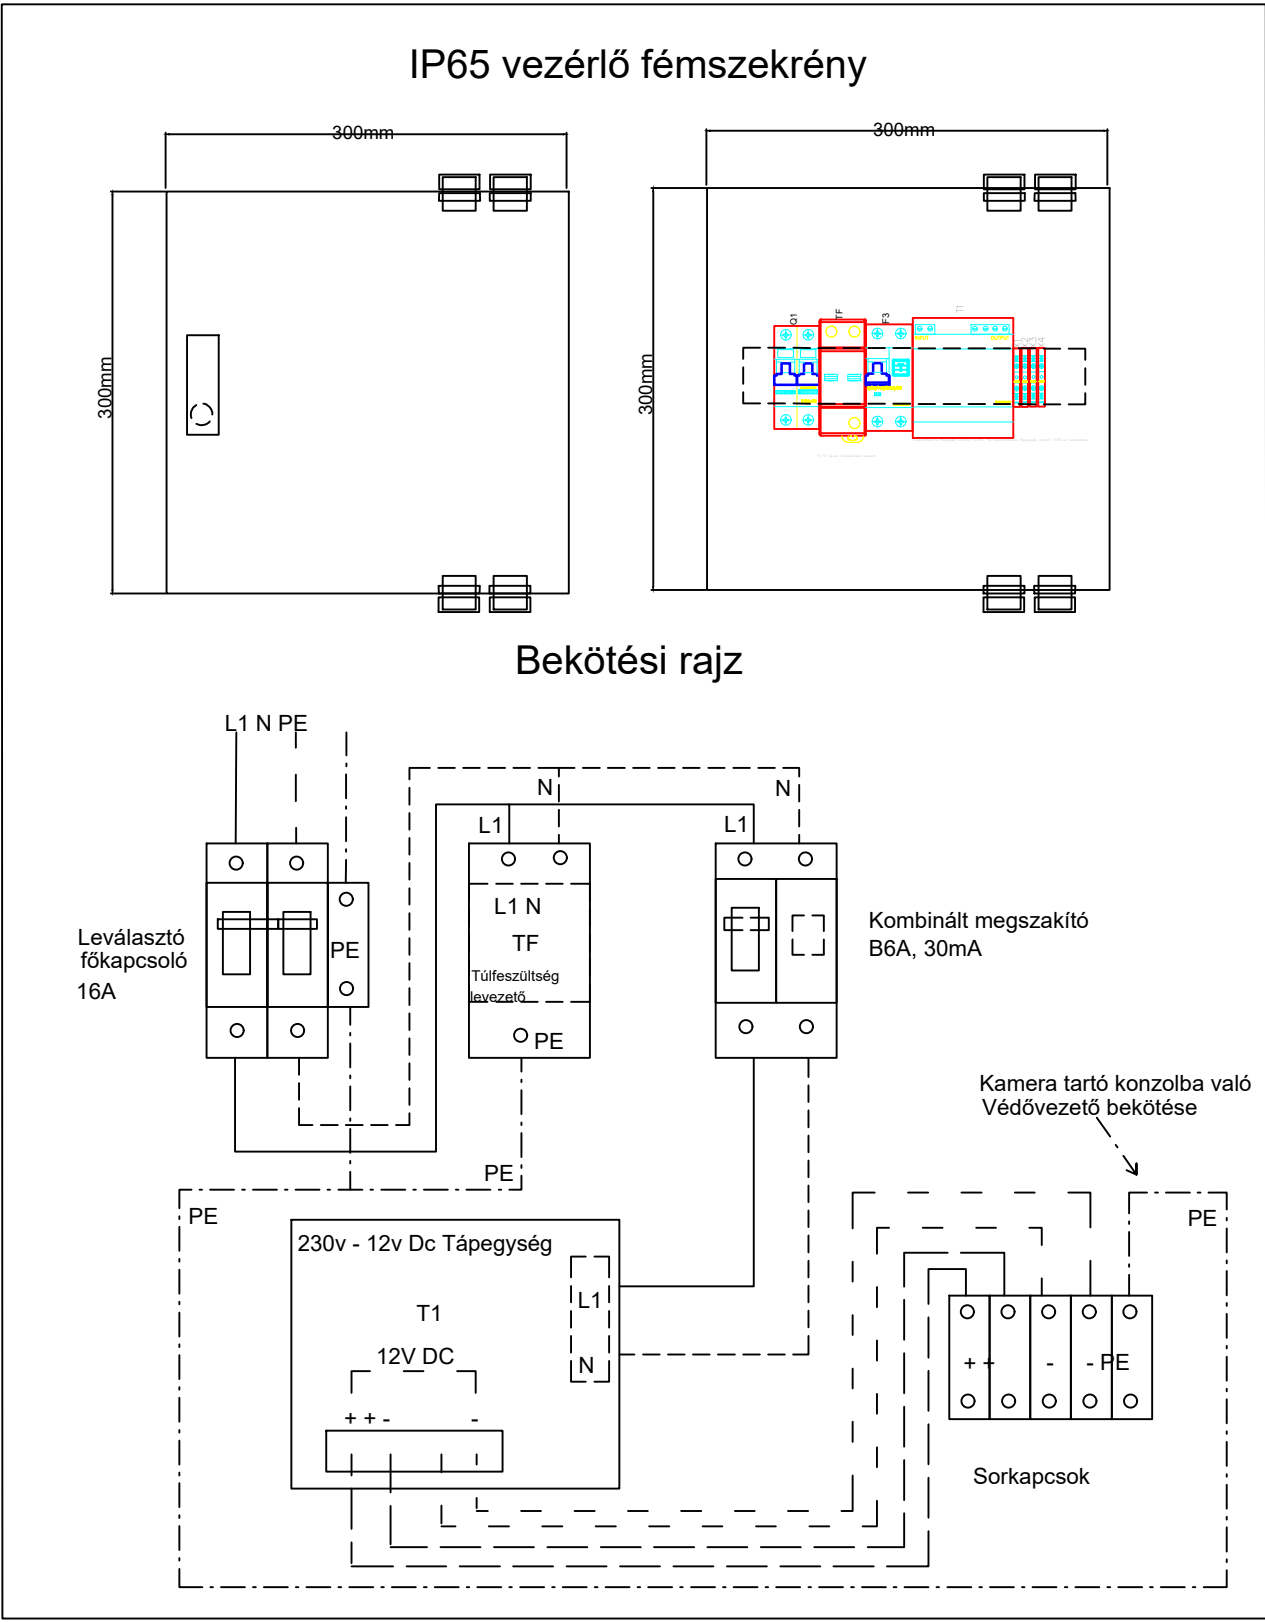 IP65 vezérlő fémszekrény
300mm
300mm
300mm
300mm
Q1
TF
F3
T1
Bekötési rajz
L1 N PE
N
N
L1
L1
L1 N
TF
Túlfeszültség
levezető
PE
PE
Leválasztó
főkapcsoló
16A
Kombinált megszakító
B6A, 30mA
Kamera tartó konzolba való
Védővezető bekötése
PE
PE
PE
230v - 12v Dc Tápegység
L1
T1
12V DC
N
+ + - -
+ + - - PE
Sorkapcsok